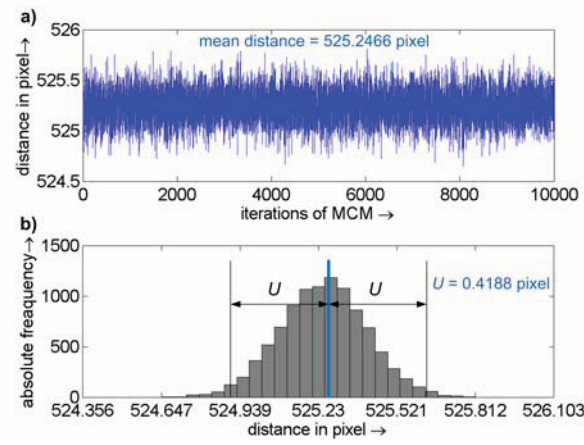 a)
526
mean distance = 525.2466 pixel
525.5
525
524.5
distance in pixel→
0 2000 4000 6000 8000 10000
iterations of MCM →
b)
1500
1000
500
0
absolute freaquency→
U U
U = 0.4188 pixel
524.356 524.647 524.939 525.23 525.521 525.812 526.103
distance in pixel →